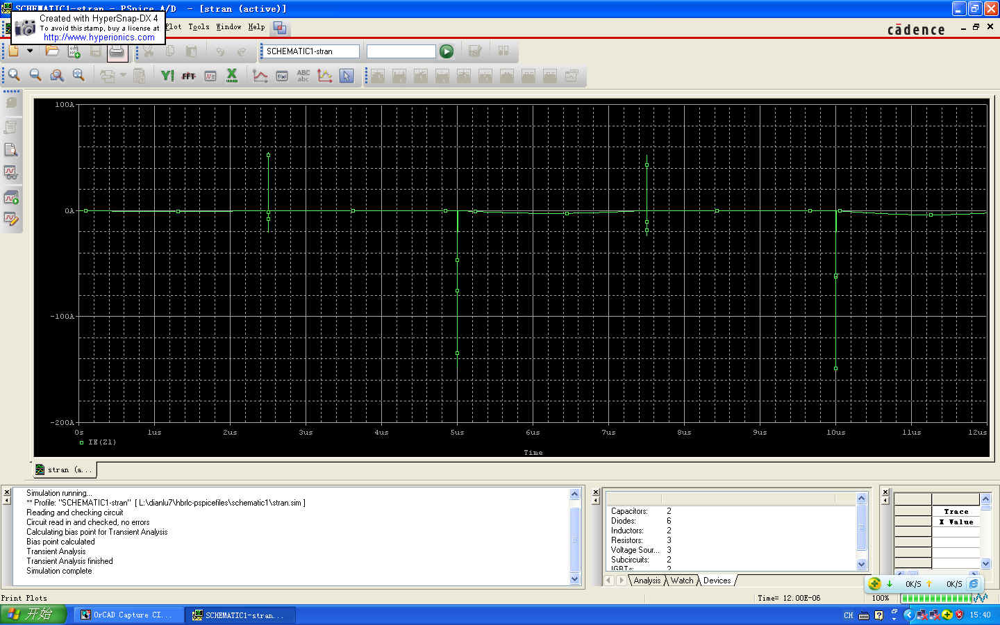 SCHEMATIC1-stran - PSpice A/D - [stran (active)]
Created with HyperSnap-DX 4
To avoid this stamp, buy a license at
http://www.hyperionics.com
Plot Tools Window Help
cādence
SCHEMATIC1-stran
FFT
ABC
abc
100A
0A
-100A
-200A
0s 1us 2us 3us 4us 5us 6us 7us 8us 9us 10us 11us 12us
IE(Z1)
Time
stran (a...
Simulation running...
** Profile: "SCHEMATIC1-stran" [ L:\dianlu7\hbrlc-pspicefiles\schematic1\stran.sim ]
Reading and checking circuit
Circuit read in and checked, no errors
Calculating bias point for Transient Analysis
Bias point calculated
Transient Analysis
Transient Analysis finished
Simulation complete
Capacitors: 2
Diodes: 6
Inductors: 2
Resistors: 3
Voltage Sour... 3
Subcircuits: 2
IGBTs: 2
Analysis Watch Devices
Trace
X Value
0K/S 0K/S
Print Plots
Time= 12.00E-06
100%
开始
OrCAD Capture CI...
SCHEMATIC1-stran...
CH
15:40